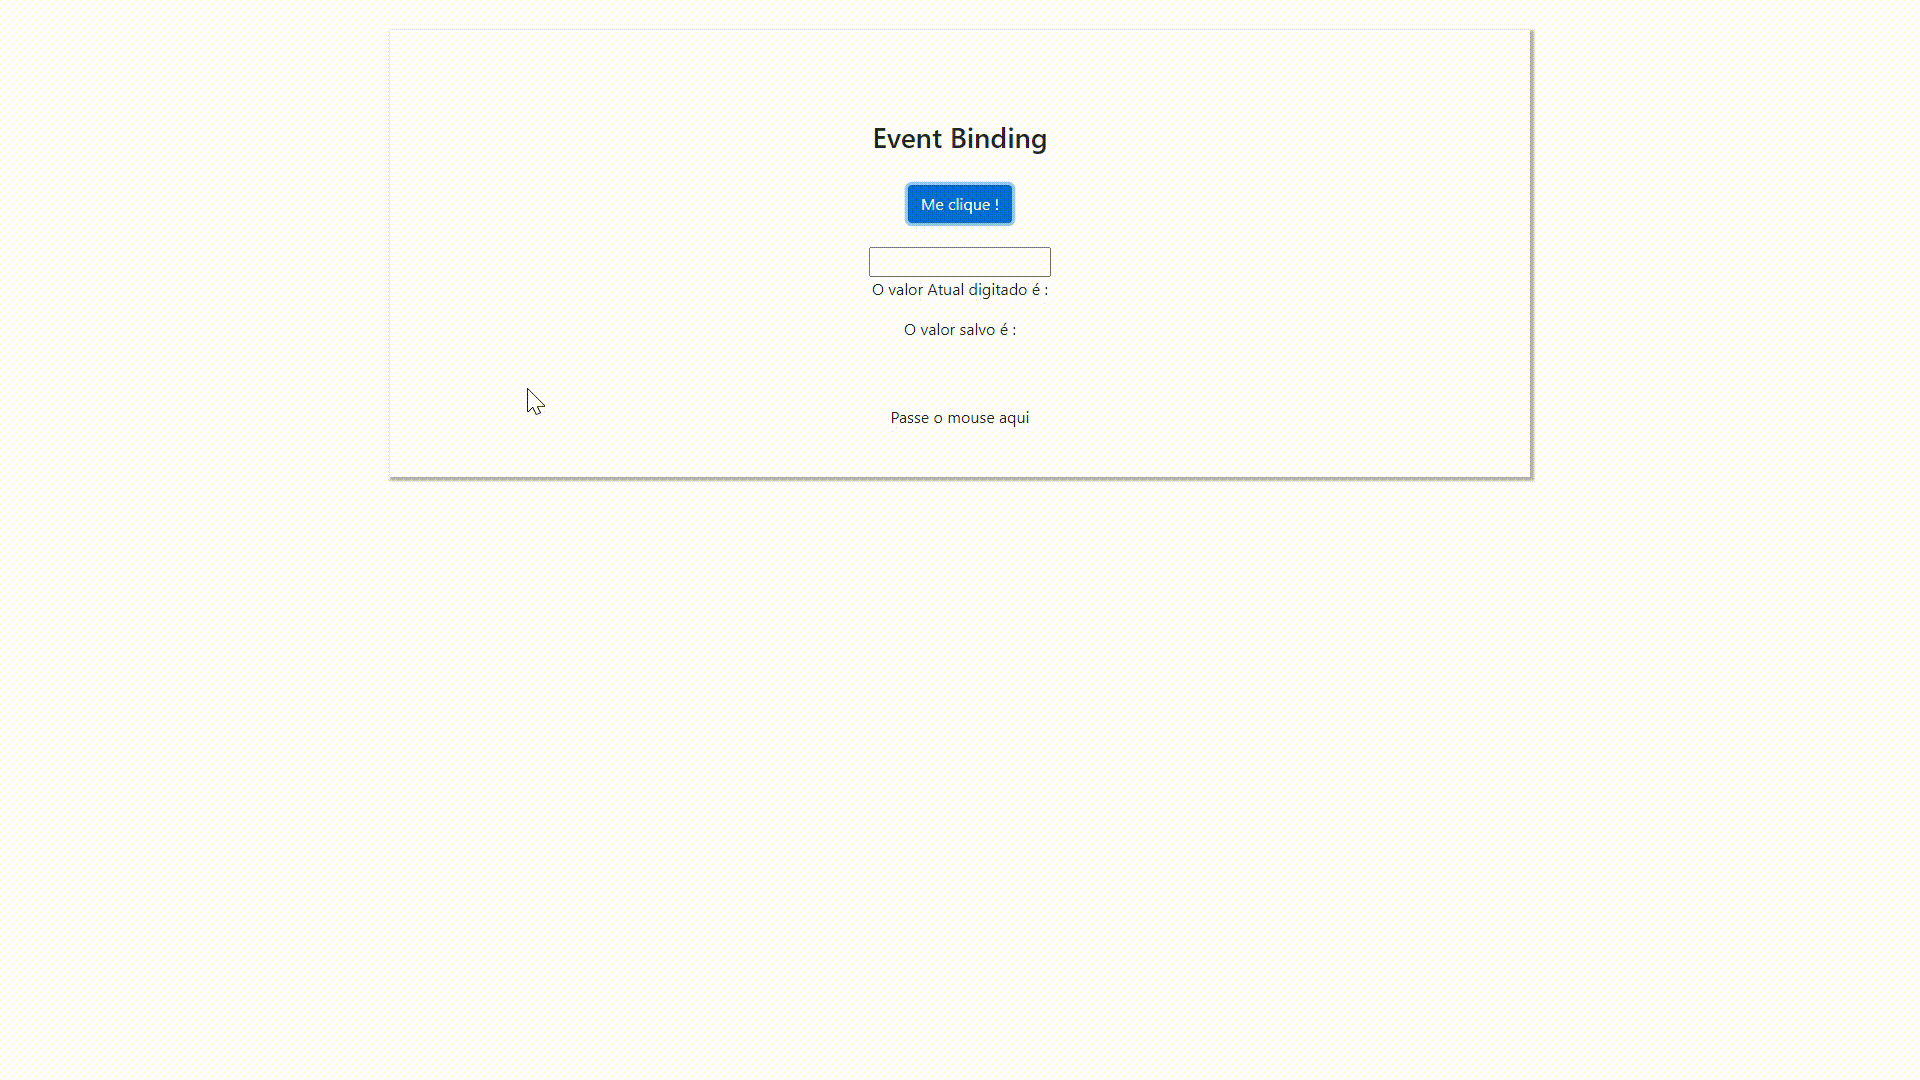 Event Binding
Me clique !
O valor Atual digitado é :
O valor salvo é :
Passe o mouse aqui